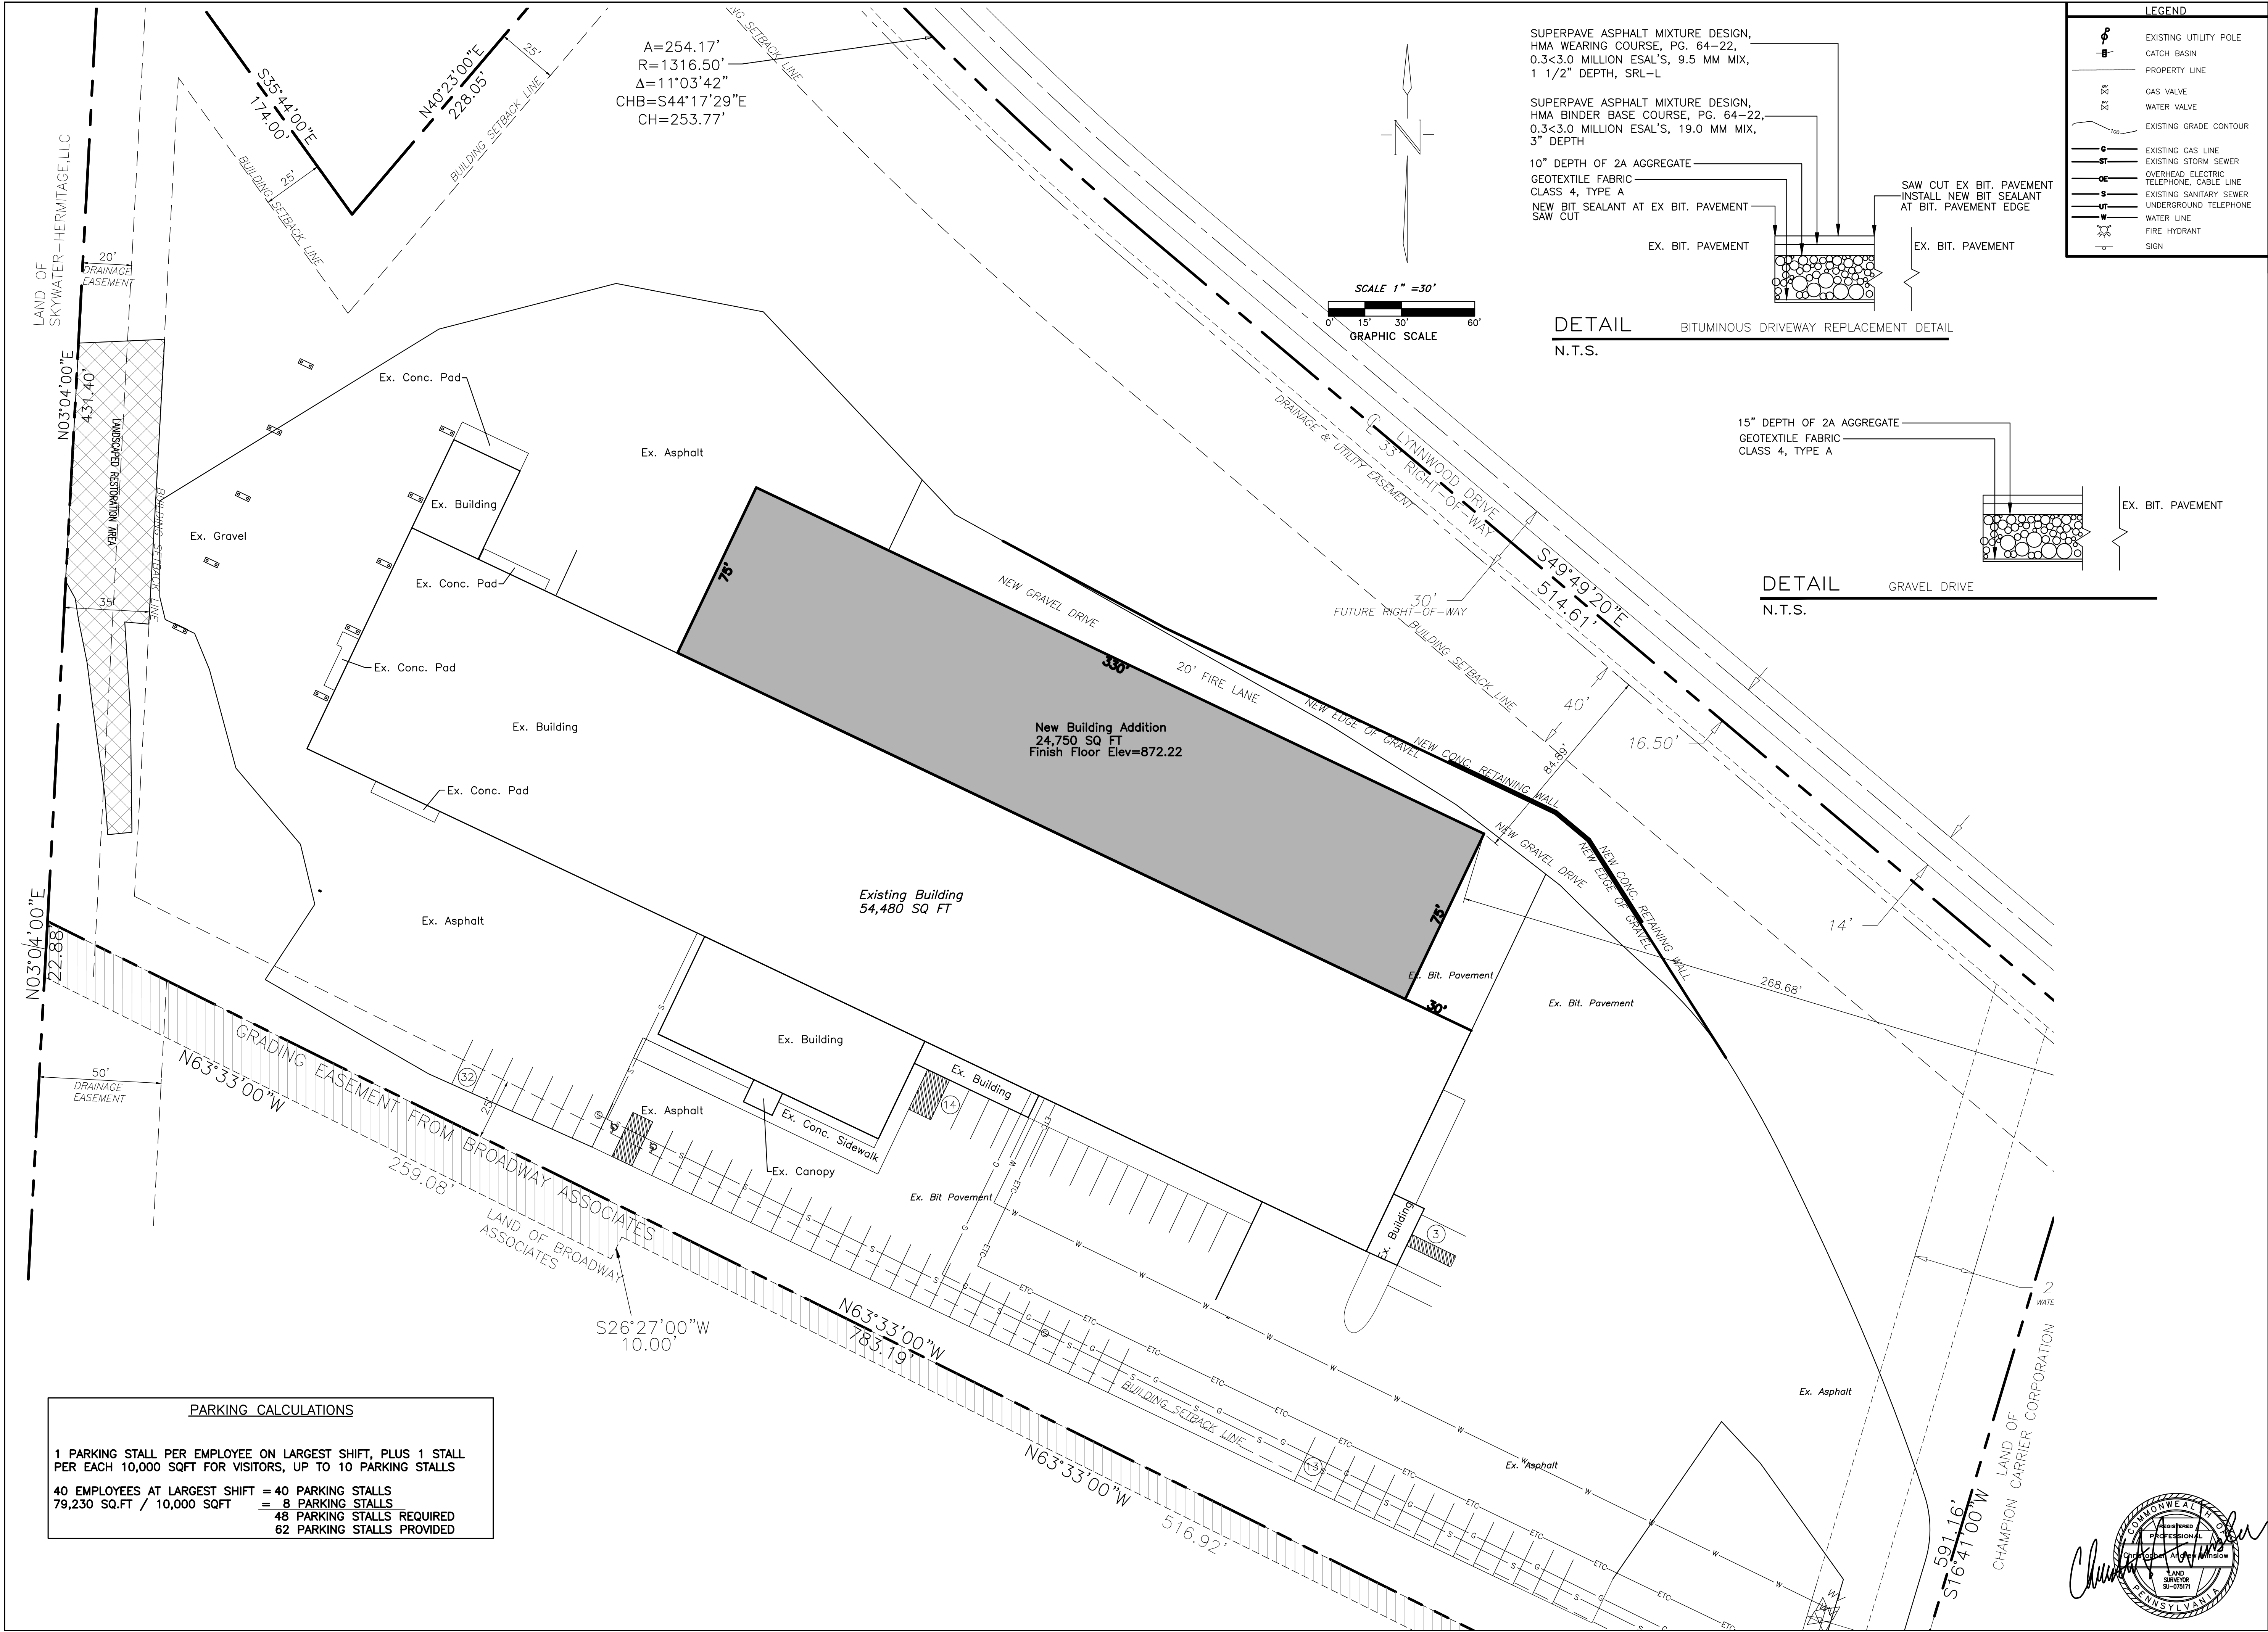 A=254.17'
R=1316.50'
Δ=11°03'42"
CHB=S44°17'29"E
CH=253.77'
S35°44'00"E
174.00'
N40°23'00"E
228.05'
25'
25'
BUILDING SETBACK LINE
BUILDING SETBACK LINE
NG SETBACK LINE
LAND OF
SKYWATER-HERMITAGE,LLC
20'
DRAINAGE
EASEMENT
N03°04'00"E
431.40'
LANDSCAPED RESTORATION AREA
BUILDING SETBACK LINE
35'
N
SCALE 1" =30'
0' 15' 30' 60'
GRAPHIC SCALE
SUPERPAVE ASPHALT MIXTURE DESIGN,
HMA WEARING COURSE, PG. 64-22,
0.3<3.0 MILLION ESAL'S, 9.5 MM MIX,
1 1/2" DEPTH, SRL-L
SUPERPAVE ASPHALT MIXTURE DESIGN,
HMA BINDER BASE COURSE, PG. 64-22,
0.3<3.0 MILLION ESAL'S, 19.0 MM MIX,
3" DEPTH
10" DEPTH OF 2A AGGREGATE
GEOTEXTILE FABRIC
CLASS 4, TYPE A
NEW BIT SEALANT AT EX BIT. PAVEMENT
SAW CUT
SAW CUT EX BIT. PAVEMENT
INSTALL NEW BIT SEALANT
AT BIT. PAVEMENT EDGE
EX. BIT. PAVEMENT
EX. BIT. PAVEMENT
DETAIL BITUMINOUS DRIVEWAY REPLACEMENT DETAIL
N.T.S.
15" DEPTH OF 2A AGGREGATE
GEOTEXTILE FABRIC
CLASS 4, TYPE A
EX. BIT. PAVEMENT
DETAIL GRAVEL DRIVE
N.T.S.
LEGEND
EXISTING UTILITY POLE
CATCH BASIN
PROPERTY LINE
GAS VALVE
WATER VALVE
100
EXISTING GRADE CONTOUR
G EXISTING GAS LINE
ST EXISTING STORM SEWER
OE OVERHEAD ELECTRIC
TELEPHONE, CABLE LINE
S EXISTING SANITARY SEWER
UT UNDERGROUND TELEPHONE
W WATER LINE
FIRE HYDRANT
SIGN
DRAINAGE & UTILITY EASEMENT
LYNNWOOD DRIVE
33' RIGHT-OF-WAY
S49°49'20"E
514.61'
30'
FUTURE RIGHT-OF-WAY
BUILDING SETBACK LINE
40'
16.50'
84.89'
14'
268.68'
Ex. Conc. Pad
Ex. Asphalt
Ex. Building
Ex. Gravel
Ex. Conc. Pad
Ex. Conc. Pad
Ex. Building
Ex. Conc. Pad
75'
330'
NEW GRAVEL DRIVE
20' FIRE LANE
NEW EDGE OF GRAVEL
NEW CONC. RETAINING WALL
New Building Addition
24,750 SQ FT
Finish Floor Elev=872.22
NEW GRAVEL DRIVE
NEW CONC. RETAINING WALL
NEW EDGE OF GRAVEL
75'
30'
Ex. Bit. Pavement
Ex. Bit. Pavement
Existing Building
54,480 SQ FT
Ex. Asphalt
N03°04'00"E
22.88'
50'
DRAINAGE
EASEMENT
GRADING EASEMENT FROM BROADWAY ASSOCIATES
N63°33'00"W
259.08'
LAND OF BROADWAY
ASSOCIATES
S26°27'00"W
10.00'
32
25'
Ex. Building
Ex. Asphalt
Ex. Conc. Sidewalk
Ex. Canopy
14
Ex. Building
Ex. Bit Pavement
Ex. Building
3
N63°33'00"W
783.19'
BUILDING SETBACK LINE
13
N63°33'00"W
516.92'
Ex. Asphalt
Ex. Asphalt
2
WATE
LAND OF
CHAMPION CARRIER CORPORATION
591.16'
S16°41'00"W
PARKING CALCULATIONS
1 PARKING STALL PER EMPLOYEE ON LARGEST SHIFT, PLUS 1 STALL
PER EACH 10,000 SQFT FOR VISITORS, UP TO 10 PARKING STALLS
40 EMPLOYEES AT LARGEST SHIFT = 40 PARKING STALLS
79,230 SQ.FT / 10,000 SQFT = 8 PARKING STALLS
48 PARKING STALLS REQUIRED
62 PARKING STALLS PROVIDED
COMMONWEALTH OF
REGISTERED
PROFESSIONAL
Christopher Andrew Winslow
LAND
SURVEYOR
SU-075171
PENNSYLVANIA